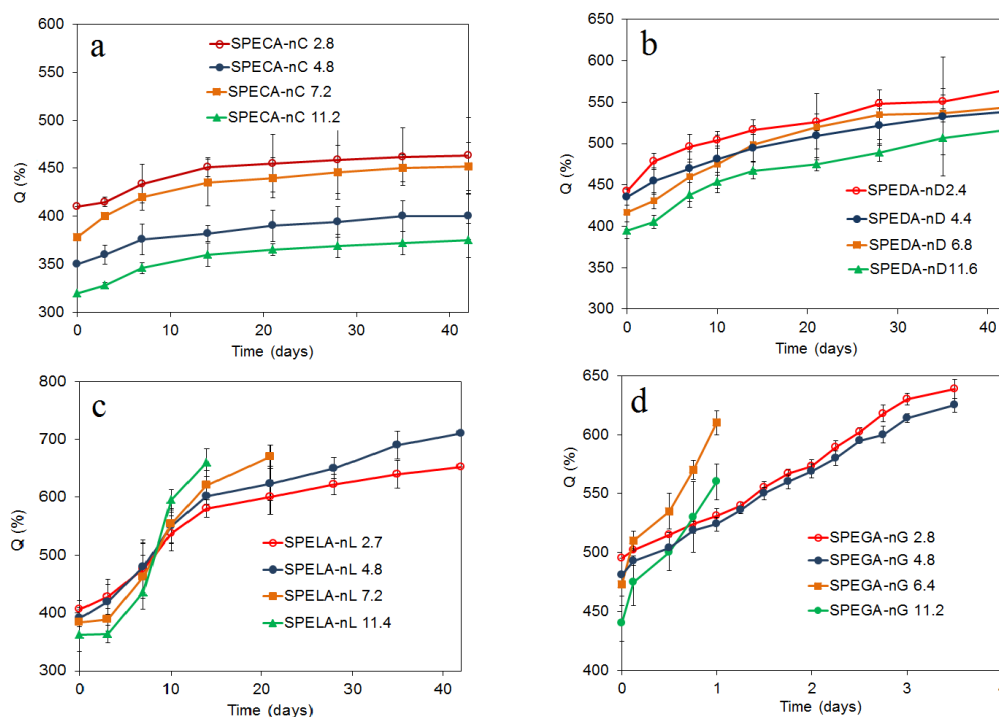 a
600
550
500
450
400
350
300
Q (%)
0
10
20
30
40
Time (days)
SPECA-nC 2.8
SPECA-nC 4.8
SPECA-nC 7.2
SPECA-nC 11.2
b
650
600
550
500
450
400
350
300
Q (%)
0
10
20
30
Time (days)
SPEDA-nD2.4
SPEDA-nD 4.4
SPEDA-nD 6.8
SPEDA-nD11.6
c
800
700
600
500
400
300
Q (%)
0
10
20
30
40
Time (days)
SPELA-nL 2.7
SPELA-nL 4.8
SPELA-nL 7.2
SPELA-nL 11.4
d
650
600
550
500
450
400
Q (%)
0
1
2
3
Time (days)
SPEGA-nG 2.8
SPEGA-nG 4.8
SPEGA-nG 6.4
SPEGA-nG 11.2